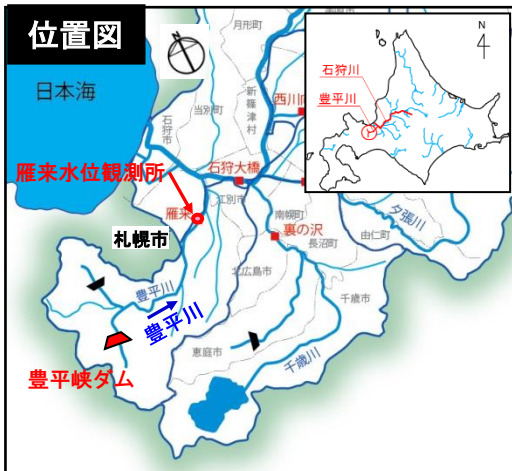 位置図
日本海
石狩市
当別町
月形町
新篠津村
西川向
石狩大橋
雁来水位観測所
雁来
江別市
札幌市
南幌町
裏の沢
長沼町
由仁町
夕張川
北広島市
千歳市
豊平川
豊平川
恵庭市
千歳川
豊平峡ダム
N
石狩川
豊平川